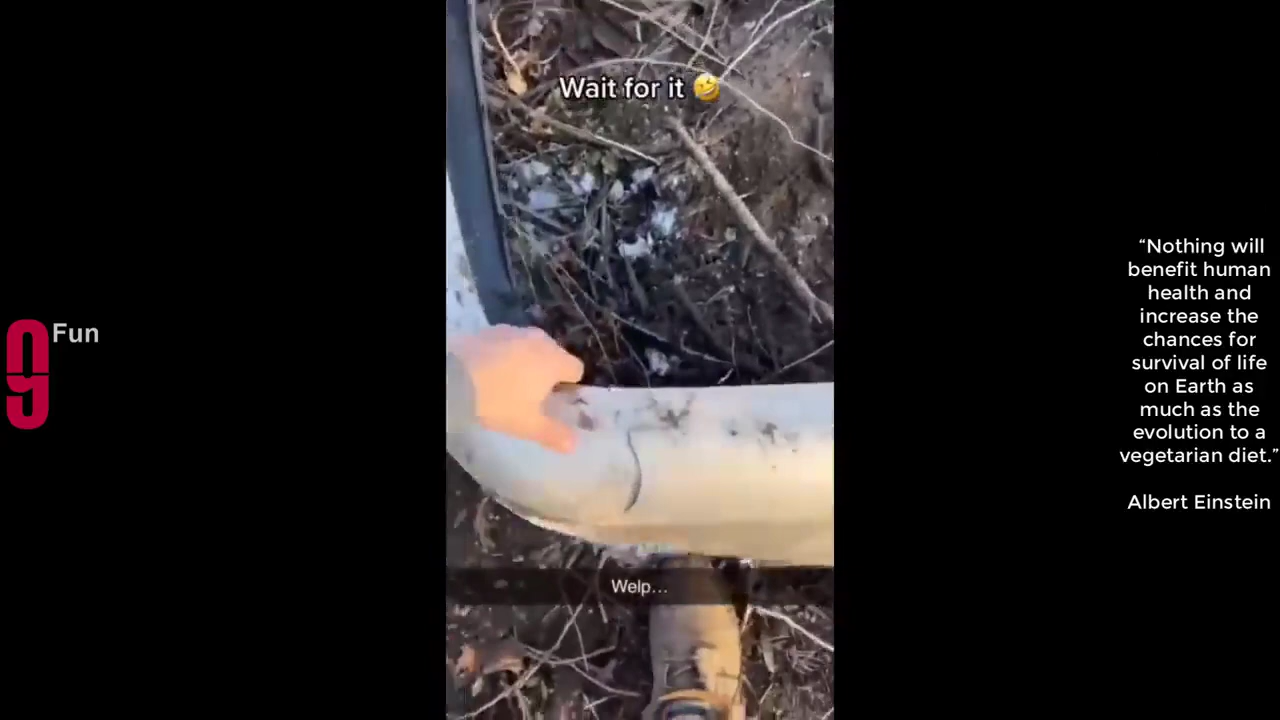 Wait for it 🤣
Welp...
9 Fun
“Nothing will
benefit human
health and
increase the
chances for
survival of life
on Earth as
much as the
evolution to a
vegetarian diet.”
Albert Einstein